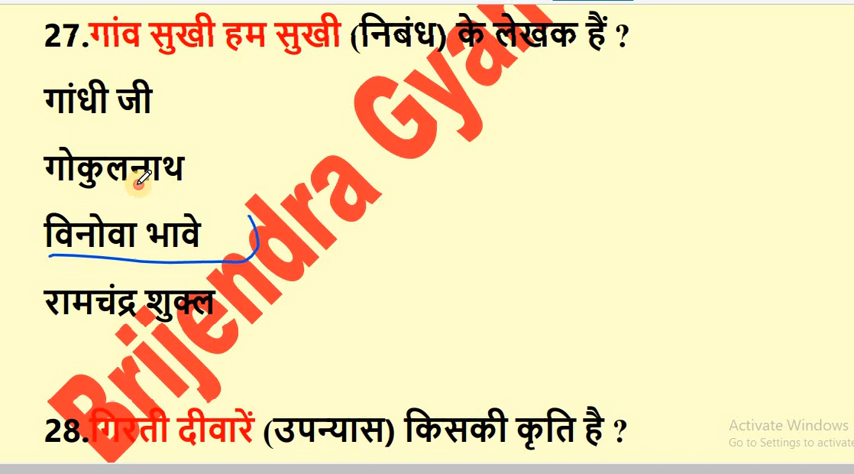 27.गांव सुखी हम सुखी (निबंध) के लेखक हैं ?
गांधी जी
गोकुलनाथ
विनोवा भावे
रामचंद्र शुक्ल
28.गिरती दीवारें (उपन्यास) किसकी कृति है ?
Brijendra Gyan
Activate Windows
Go to Settings to activate